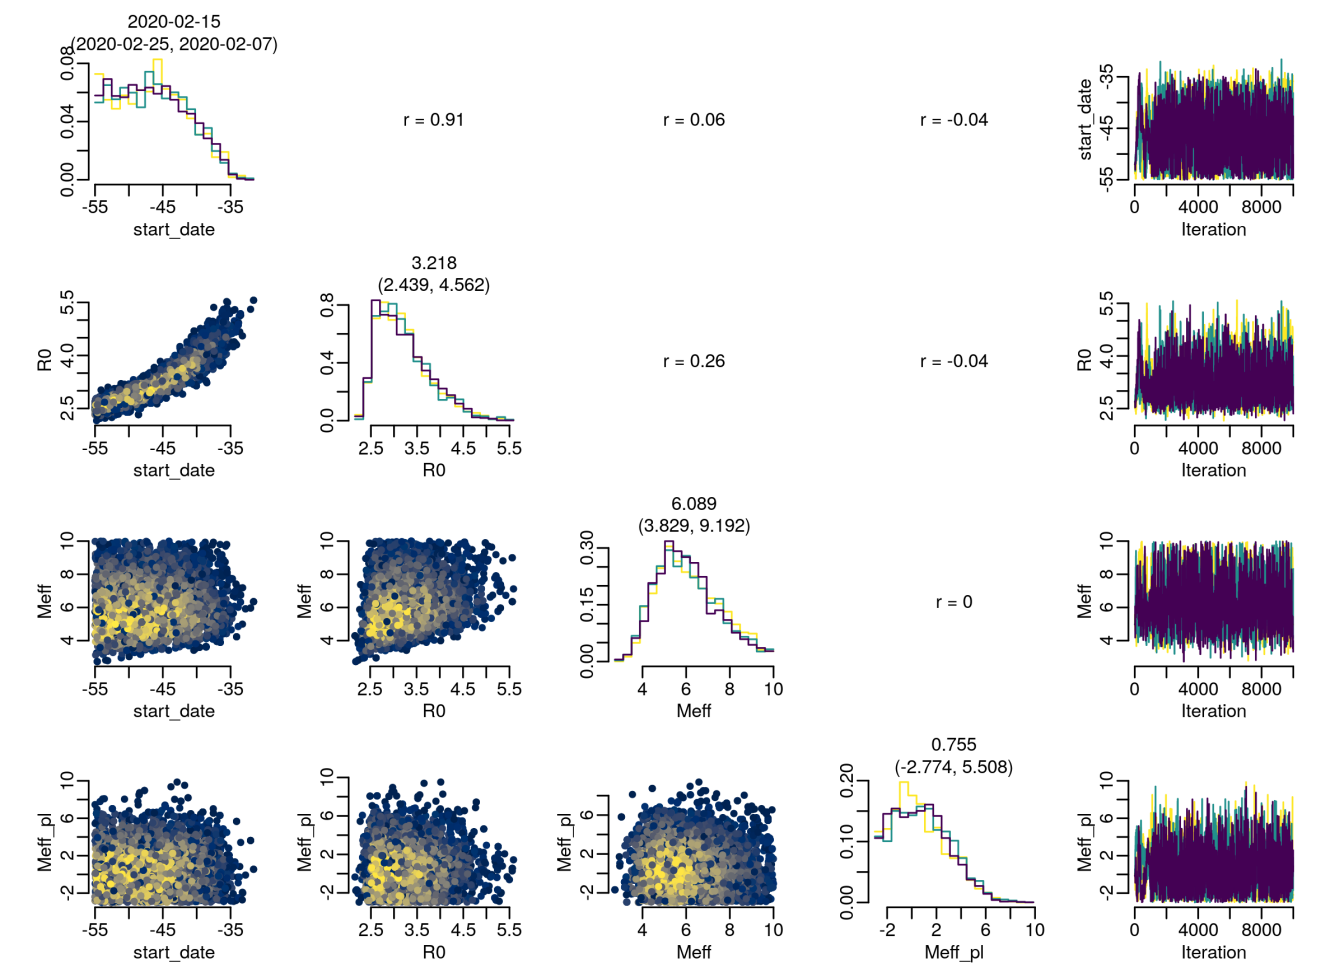 2020-02-15
(2020-02-25, 2020-02-07)
0.00 0.04 0.08
-55 -45 -35
start_date
r = 0.91
r = 0.06
r = -0.04
start_date
-55 -45 -35
0 4000 8000
Iteration
R0
2.5 4.0 5.5
-55 -45 -35
start_date
3.218
(2.439, 4.562)
0.0 0.4 0.8
2.5 3.5 4.5 5.5
R0
r = 0.26
r = -0.04
R0
2.5 4.0 5.5
0 4000 8000
Iteration
Meff
4 6 8 10
-55 -45 -35
start_date
Meff
4 6 8 10
2.5 3.5 4.5 5.5
R0
6.089
(3.829, 9.192)
0.00 0.15 0.30
4 6 8 10
Meff
r = 0
Meff
4 6 8 10
0 4000 8000
Iteration
Meff_pl
-2 2 6 10
-55 -45 -35
start_date
Meff_pl
-2 2 6 10
2.5 3.5 4.5 5.5
R0
Meff_pl
-2 2 6
4 6 8 10
Meff
0.755
(-2.774, 5.508)
0.00 0.10 0.20
-2 2 6 10
Meff_pl
Meff_pl
-2 2 6 10
0 4000 8000
Iteration